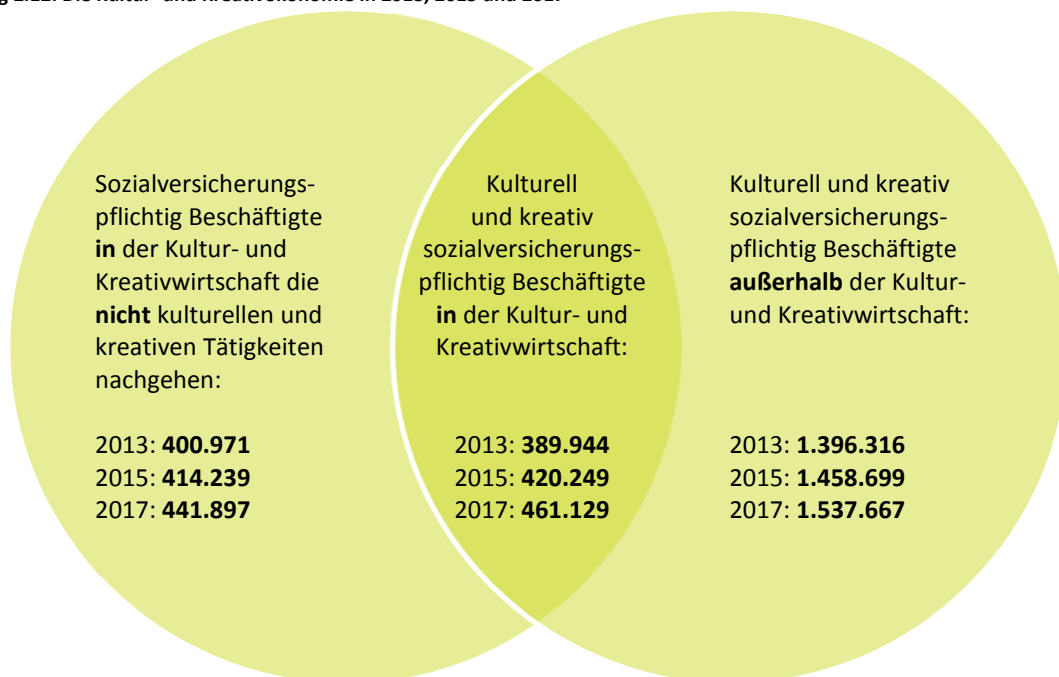 Sozialversicherungs-
pflichtig Beschäftigte
in der Kultur- und
Kreativwirtschaft die
nicht kulturellen und
kreativen Tätigkeiten
nachgehen:
2013: 400.971
2015: 414.239
2017: 441.897
Kulturell
und kreativ
sozialversicherungs-
pflichtig Beschäftigte
in der Kultur- und
Kreativwirtschaft:
2013: 389.944
2015: 420.249
2017: 461.129
Kulturell und kreativ
sozialversicherungs-
pflichtig Beschäftigte
außerhalb der Kultur-
und Kreativwirtschaft:
2013: 1.396.316
2015: 1.458.699
2017: 1.537.667